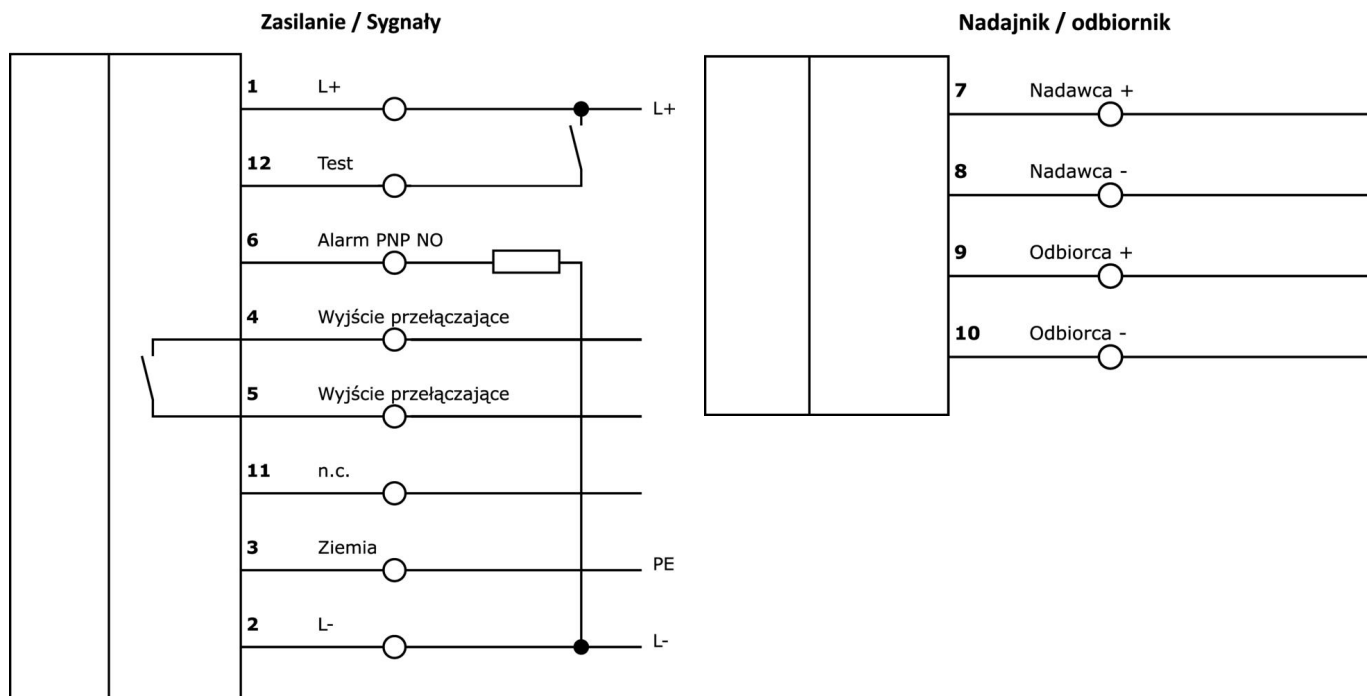 Zasilanie / Sygnały
1 L+
L+
12 Test
6 Alarm PNP NO
4 Wyjście przełączające
5 Wyjście przełączające
11 n.c.
3 Ziemia
PE
2 L-
L-
Nadajnik / odbiornik
7 Nadawca +
8 Nadawca -
9 Odbiorca +
10 Odbiorca -